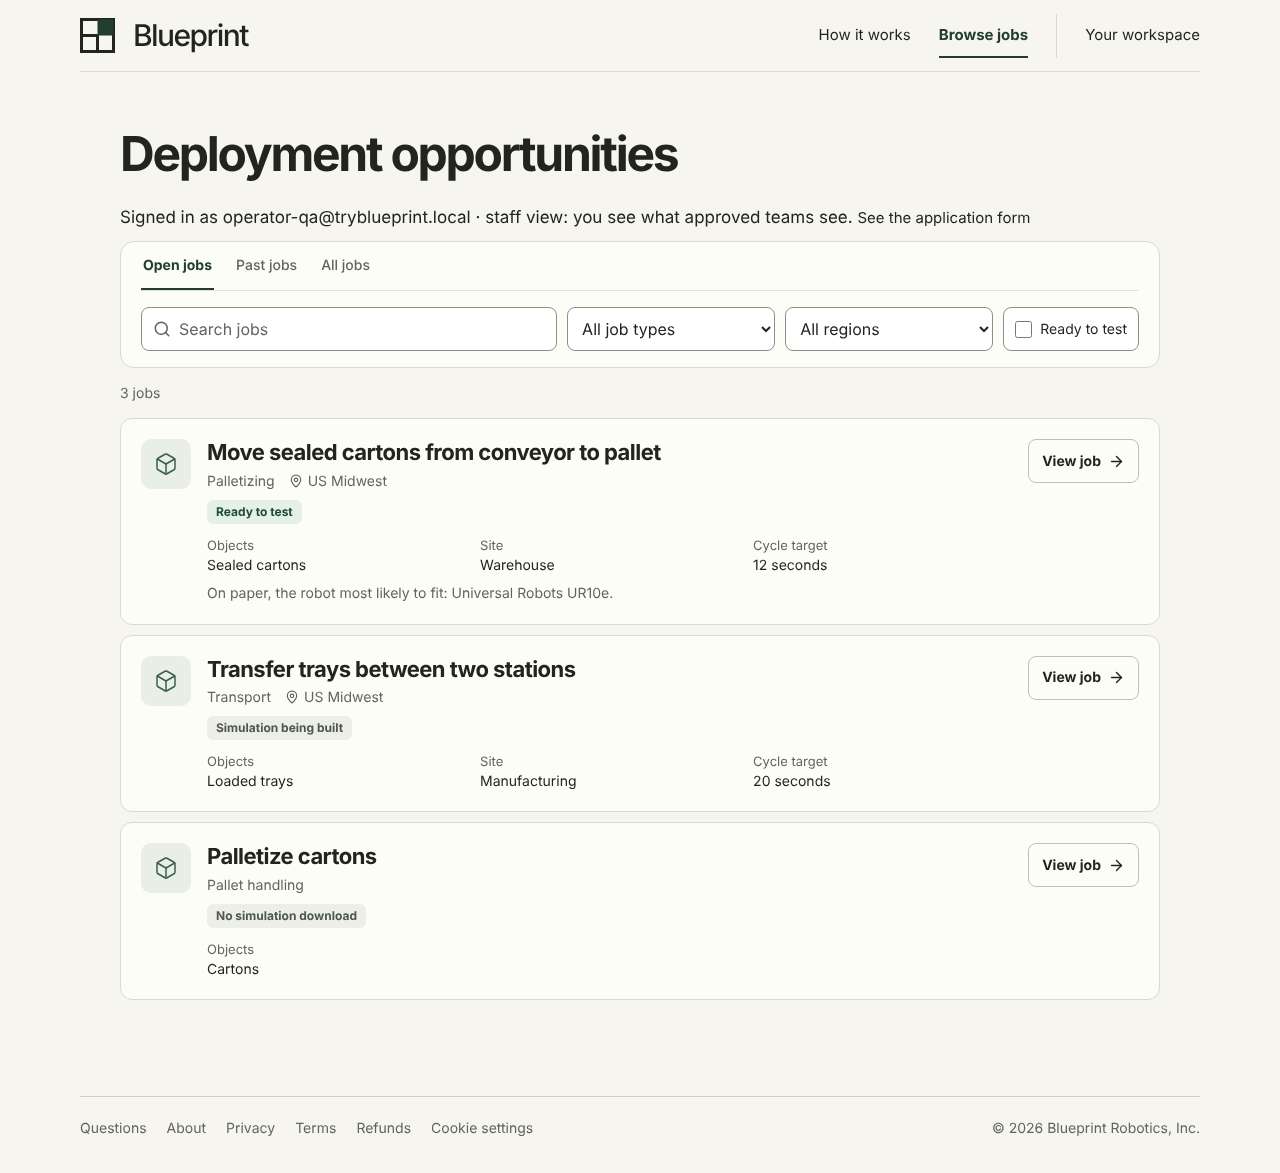 Blueprint
How it works
Browse jobs
Your workspace
Deployment opportunities
Signed in as operator-qa@tryblueprint.local · staff view: you see what approved teams see. See the application form
Open jobs
Past jobs
All jobs
Search jobs
All job types
All regions
Ready to test
3 jobs
Move sealed cartons from conveyor to pallet
View job
Palletizing
US Midwest
Ready to test
Objects
Site
Cycle target
Sealed cartons
Warehouse
12 seconds
On paper, the robot most likely to fit: Universal Robots UR10e.
Transfer trays between two stations
View job
Transport
US Midwest
Simulation being built
Objects
Site
Cycle target
Loaded trays
Manufacturing
20 seconds
Palletize cartons
View job
Pallet handling
No simulation download
Objects
Cartons
Questions
About
Privacy
Terms
Refunds
Cookie settings
© 2026 Blueprint Robotics, Inc.